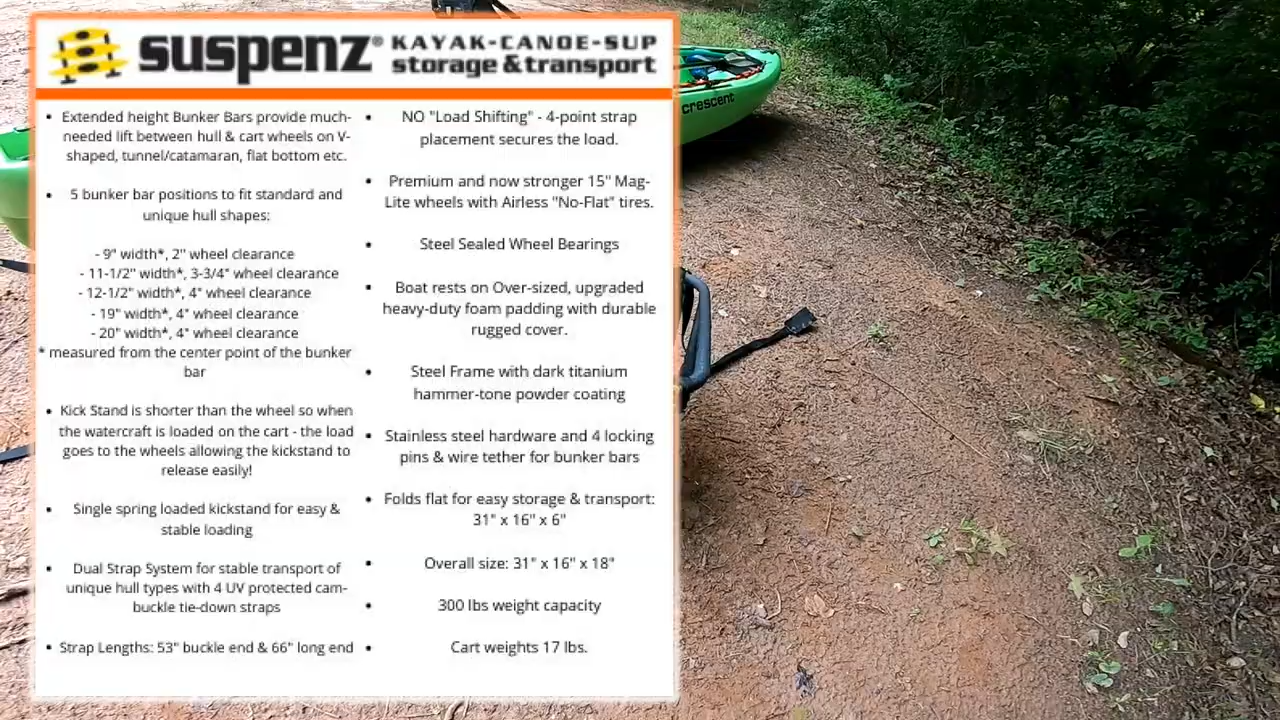 suspenz® KAYAK-CANOE-SUP
storage & transport
• Extended height Bunker Bars provide much-
needed lift between hull & cart wheels on V-
shaped, tunnel/catamaran, flat bottom etc.
• 5 bunker bar positions to fit standard and
unique hull shapes:
- 9" width*, 2" wheel clearance
- 11-1/2" width*, 3-3/4" wheel clearance
- 12-1/2" width*, 4" wheel clearance
- 19" width*, 4" wheel clearance
- 20" width*, 4" wheel clearance
* measured from the center point of the bunker
bar
• Kick Stand is shorter than the wheel so when
the watercraft is loaded on the cart - the load
goes to the wheels allowing the kickstand to
release easily!
• Single spring loaded kickstand for easy &
stable loading
• Dual Strap System for stable transport of
unique hull types with 4 UV protected cam-
buckle tie-down straps
• Strap Lengths: 53" buckle end & 66" long end
• NO "Load Shifting" - 4-point strap
placement secures the load.
• Premium and now stronger 15" Mag-
Lite wheels with Airless "No-Flat" tires.
• Steel Sealed Wheel Bearings
• Boat rests on Over-sized, upgraded
heavy-duty foam padding with durable
rugged cover.
• Steel Frame with dark titanium
hammer-tone powder coating
• Stainless steel hardware and 4 locking
pins & wire tether for bunker bars
• Folds flat for easy storage & transport:
31" x 16" x 6"
• Overall size: 31" x 16" x 18"
• 300 lbs weight capacity
• Cart weights 17 lbs.
crescent